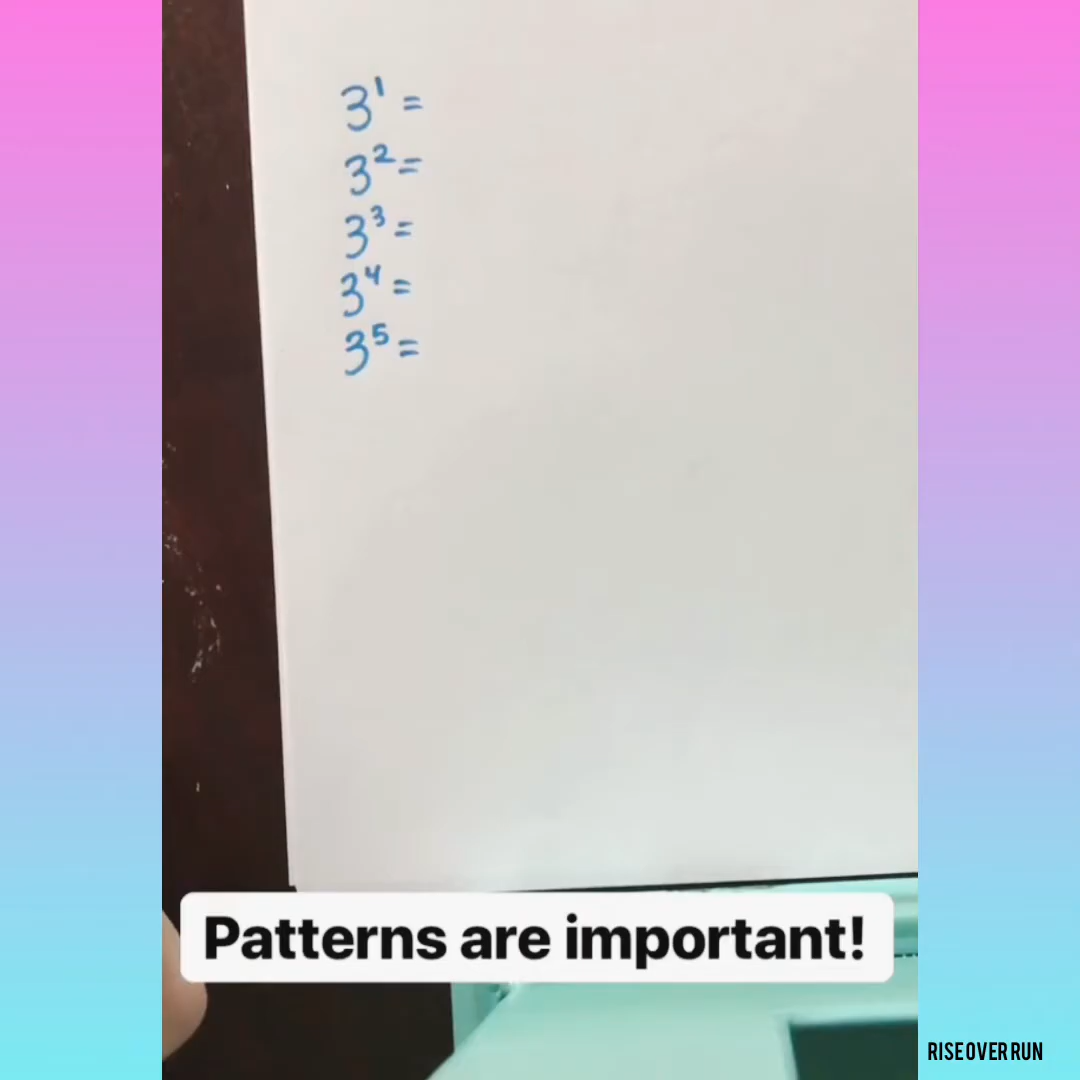 3¹ =
3² =
3³ =
3⁴ =
3⁵ =
Patterns are important!
RISE OVER RUN